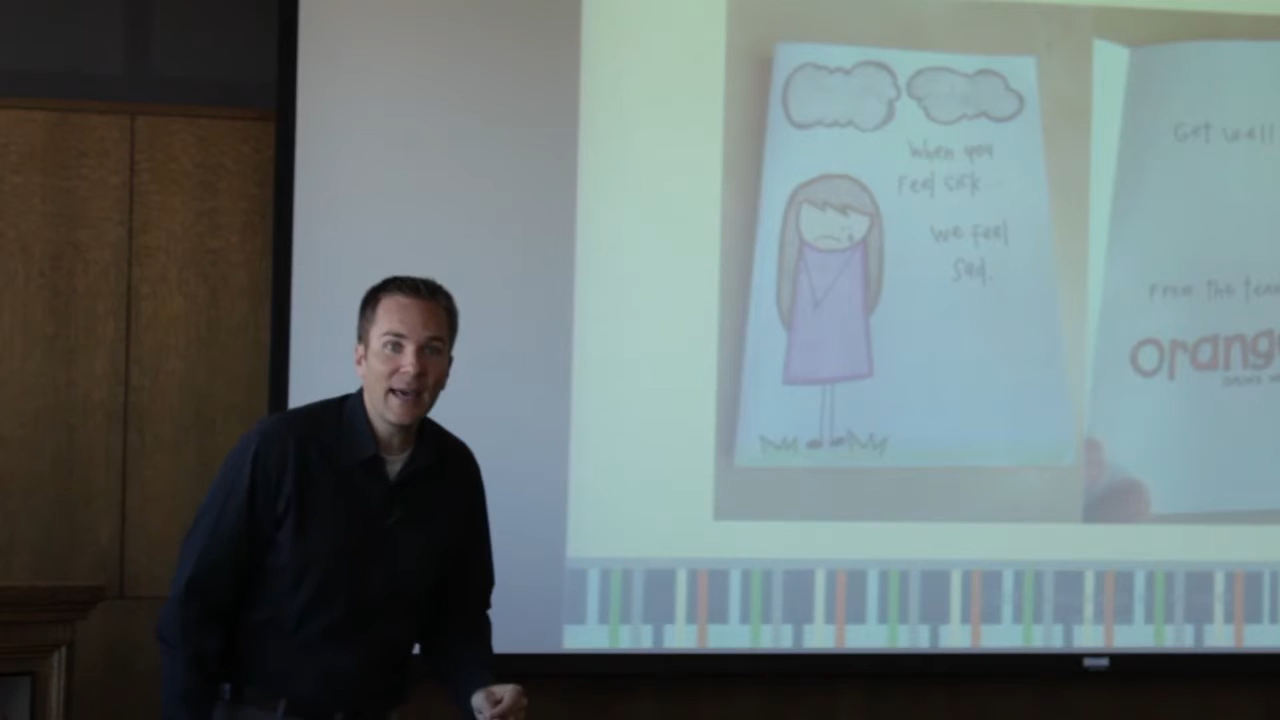 When you
Feel sick
we feel
sad.
Get well
From the team
orang